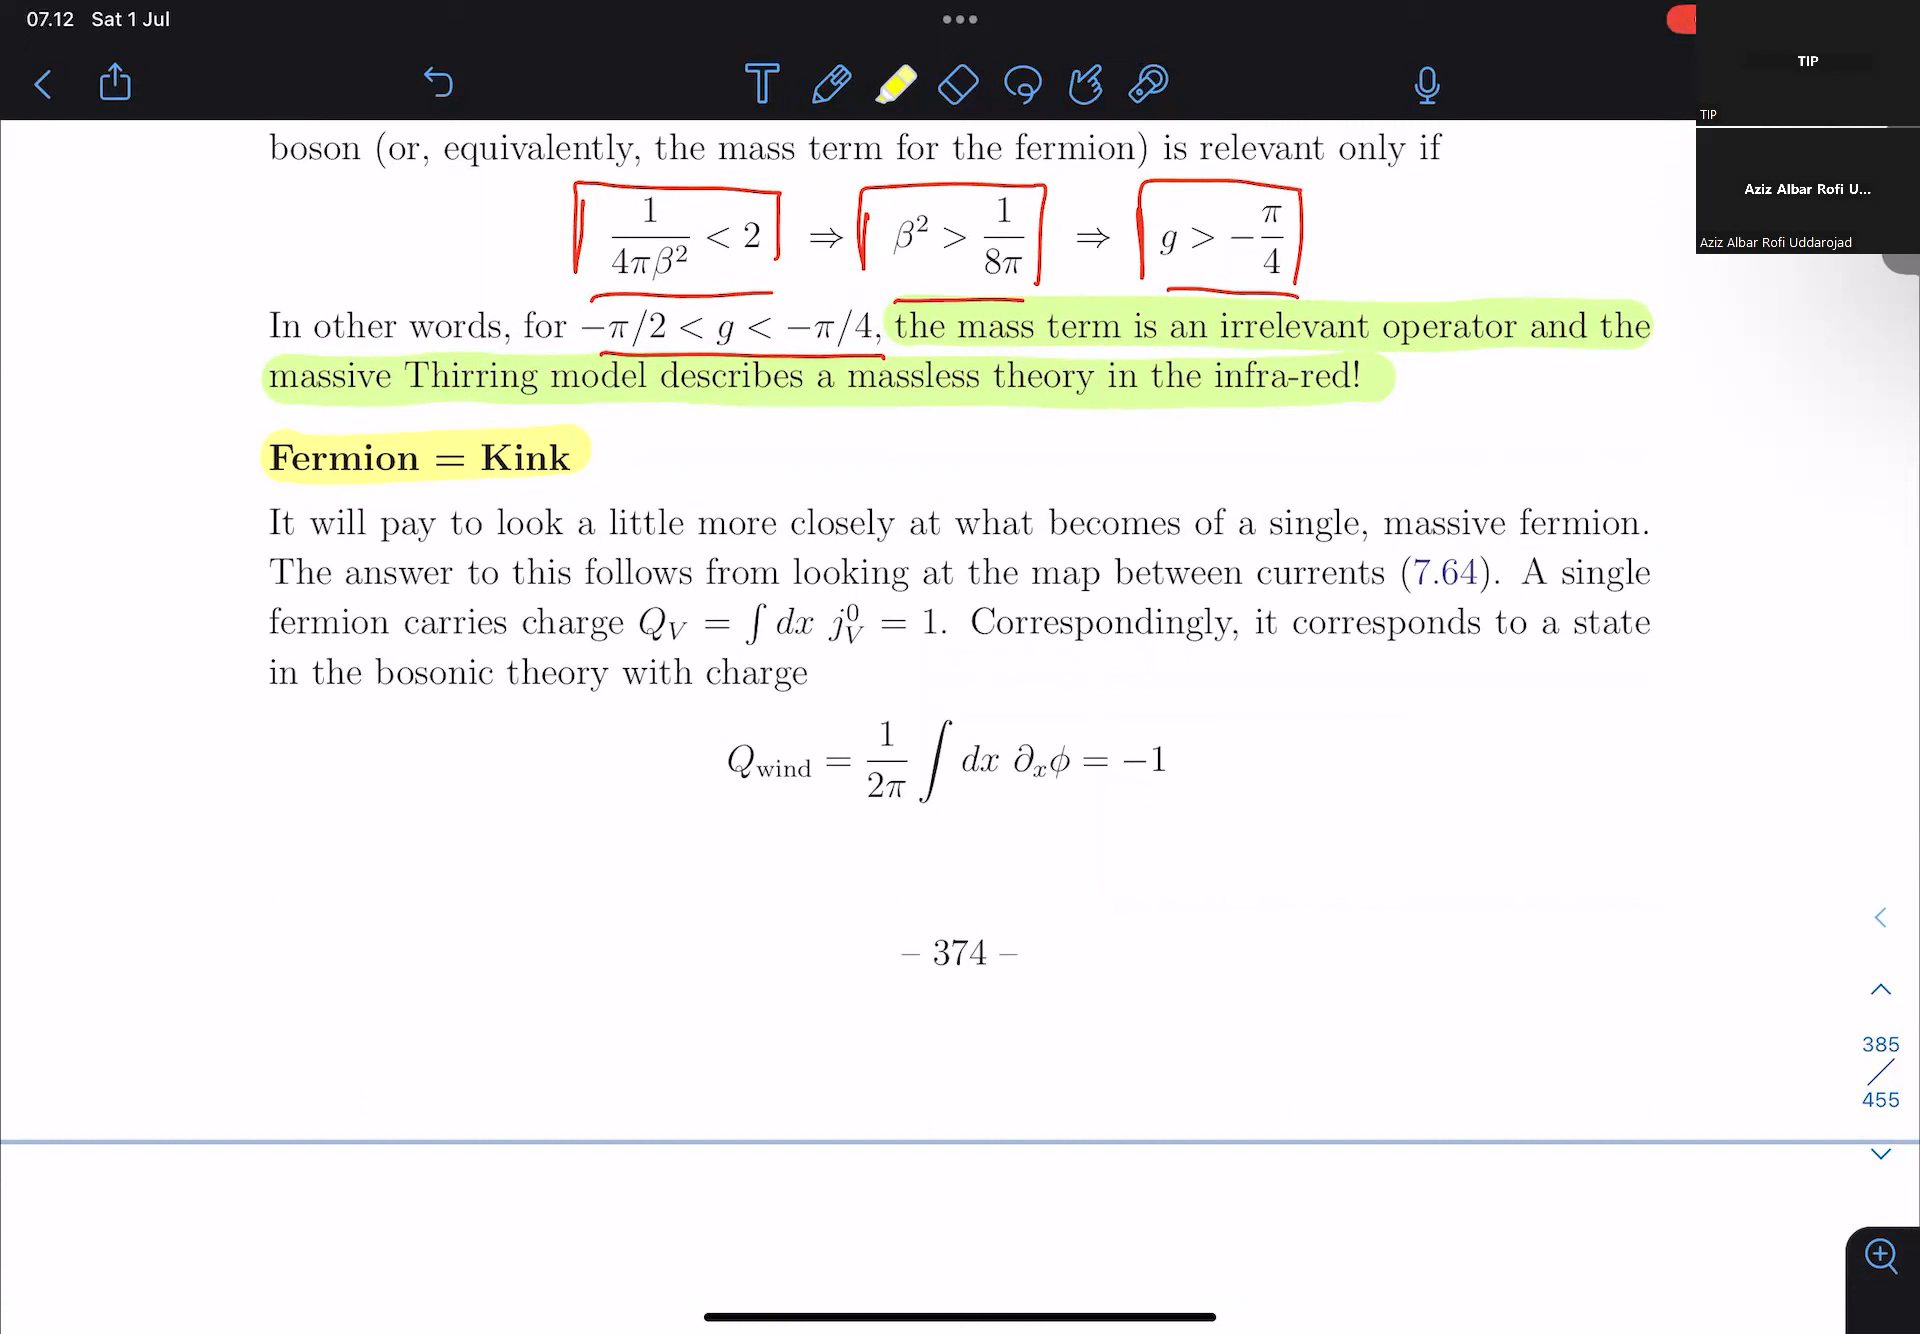 07.12 Sat 1 Jul
TIP
TIP
Aziz Albar Rofi U...
Aziz Albar Rofi Uddarojad
boson (or, equivalently, the mass term for the fermion) is relevant only if
1/(4πβ²) < 2 ⇒ β² > 1/(8π) ⇒ g > −π/4
In other words, for −π/2 < g < −π/4, the mass term is an irrelevant operator and the
massive Thirring model describes a massless theory in the infra-red!
Fermion = Kink
It will pay to look a little more closely at what becomes of a single, massive fermion.
The answer to this follows from looking at the map between currents (7.64). A single
fermion carries charge Q_V = ∫ dx j_V^0 = 1. Correspondingly, it corresponds to a state
in the bosonic theory with charge
Q_wind = 1/(2π) ∫ dx ∂_xϕ = −1
– 374 –
385
/
455